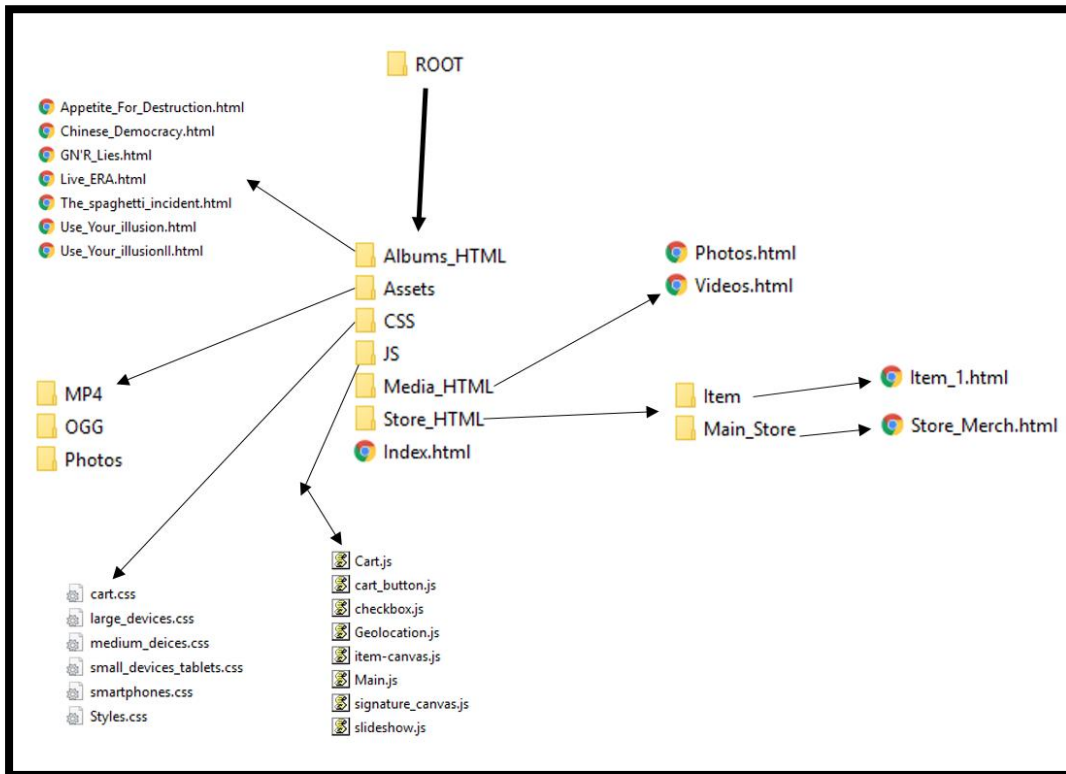 ROOT
Appetite_For_Destruction.html
Chinese_Democracy.html
GN'R_Lies.html
Live_ERA.html
The_spaghetti_incident.html
Use_Your_illusion.html
Use_Your_illusionII.html
Albums_HTML
Assets
CSS
JS
Media_HTML
Store_HTML
Index.html
Photos.html
Videos.html
Item
Main_Store
Item_1.html
Store_Merch.html
MP4
OGG
Photos
cart.css
large_devices.css
medium_deices.css
small_devices_tablets.css
smartphones.css
Styles.css
Cart.js
cart_button.js
checkbox.js
Geolocation.js
item-canvas.js
Main.js
signature_canvas.js
slideshow.js